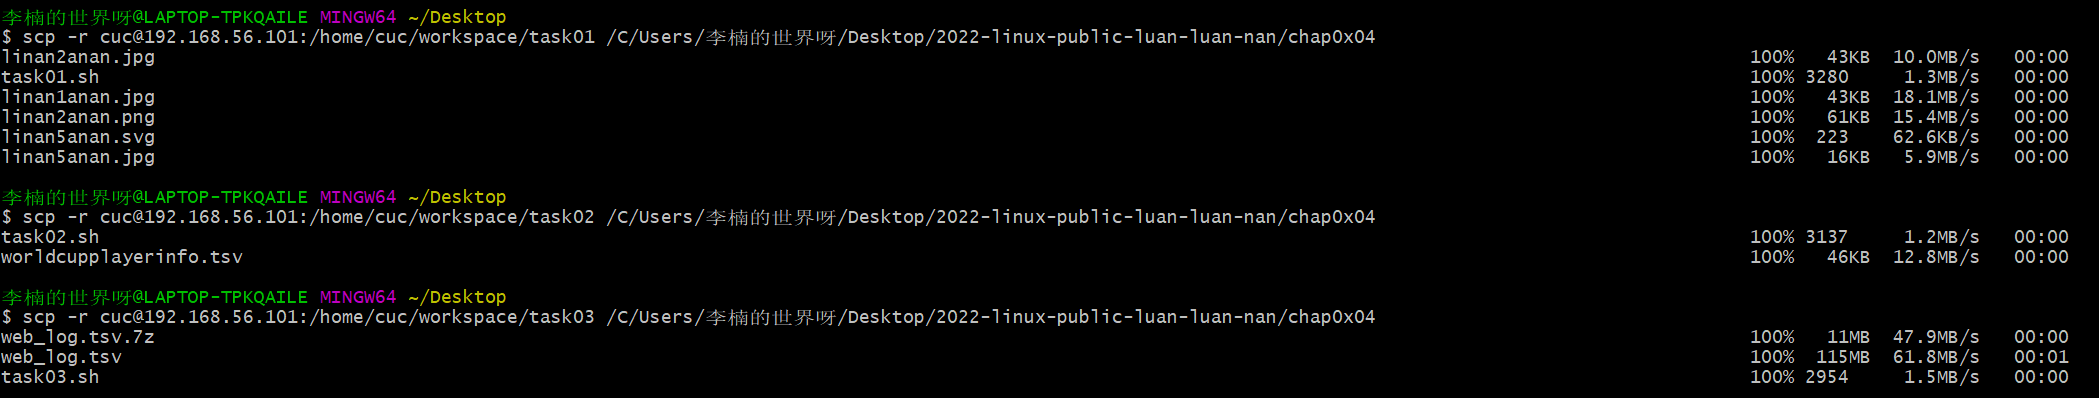 李楠的世界呀@LAPTOP-TPKQAILE MINGW64 ~/Desktop
$ scp -r cuc@192.168.56.101:/home/cuc/workspace/task01 /C/Users/李楠的世界呀/Desktop/2022-linux-public-luan-luan-nan/chap0x04
linan2anan.jpg 100% 43KB 10.0MB/s 00:00
task01.sh 100% 3280 1.3MB/s 00:00
linan1anan.jpg 100% 43KB 18.1MB/s 00:00
linan2anan.png 100% 61KB 15.4MB/s 00:00
linan5anan.svg 100% 223 62.6KB/s 00:00
linan5anan.jpg 100% 16KB 5.9MB/s 00:00
李楠的世界呀@LAPTOP-TPKQAILE MINGW64 ~/Desktop
$ scp -r cuc@192.168.56.101:/home/cuc/workspace/task02 /C/Users/李楠的世界呀/Desktop/2022-linux-public-luan-luan-nan/chap0x04
task02.sh 100% 3137 1.2MB/s 00:00
worldcupplayerinfo.tsv 100% 46KB 12.8MB/s 00:00
李楠的世界呀@LAPTOP-TPKQAILE MINGW64 ~/Desktop
$ scp -r cuc@192.168.56.101:/home/cuc/workspace/task03 /C/Users/李楠的世界呀/Desktop/2022-linux-public-luan-luan-nan/chap0x04
web_log.tsv.7z 100% 11MB 47.9MB/s 00:00
web_log.tsv 100% 115MB 61.8MB/s 00:01
task03.sh 100% 2954 1.5MB/s 00:00